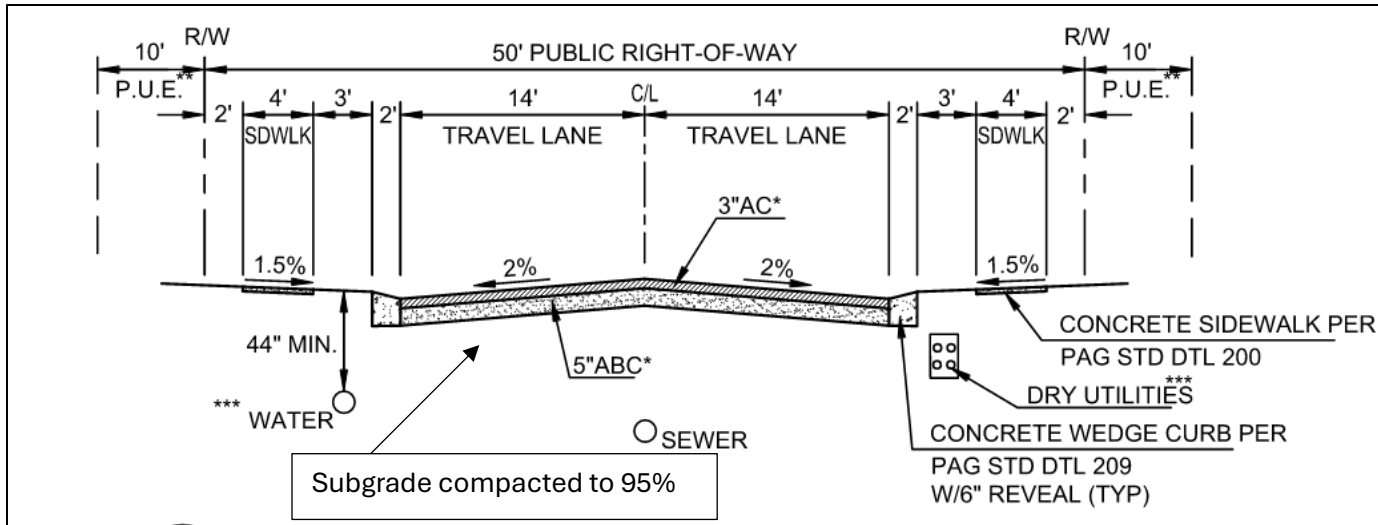 R/W
R/W
10'
50' PUBLIC RIGHT-OF-WAY
10'
P.U.E.**
C/L
P.U.E.**
2'
4'
3'
2'
14'
14'
2'
3'
4'
2'
SDWLK
TRAVEL LANE
TRAVEL LANE
SDWLK
3"AC*
1.5%
2%
2%
1.5%
44" MIN.
5"ABC*
*** WATER
SEWER
CONCRETE SIDEWALK PER
PAG STD DTL 200
DRY UTILITIES***
CONCRETE WEDGE CURB PER
PAG STD DTL 209
W/6" REVEAL (TYP)
Subgrade compacted to 95%